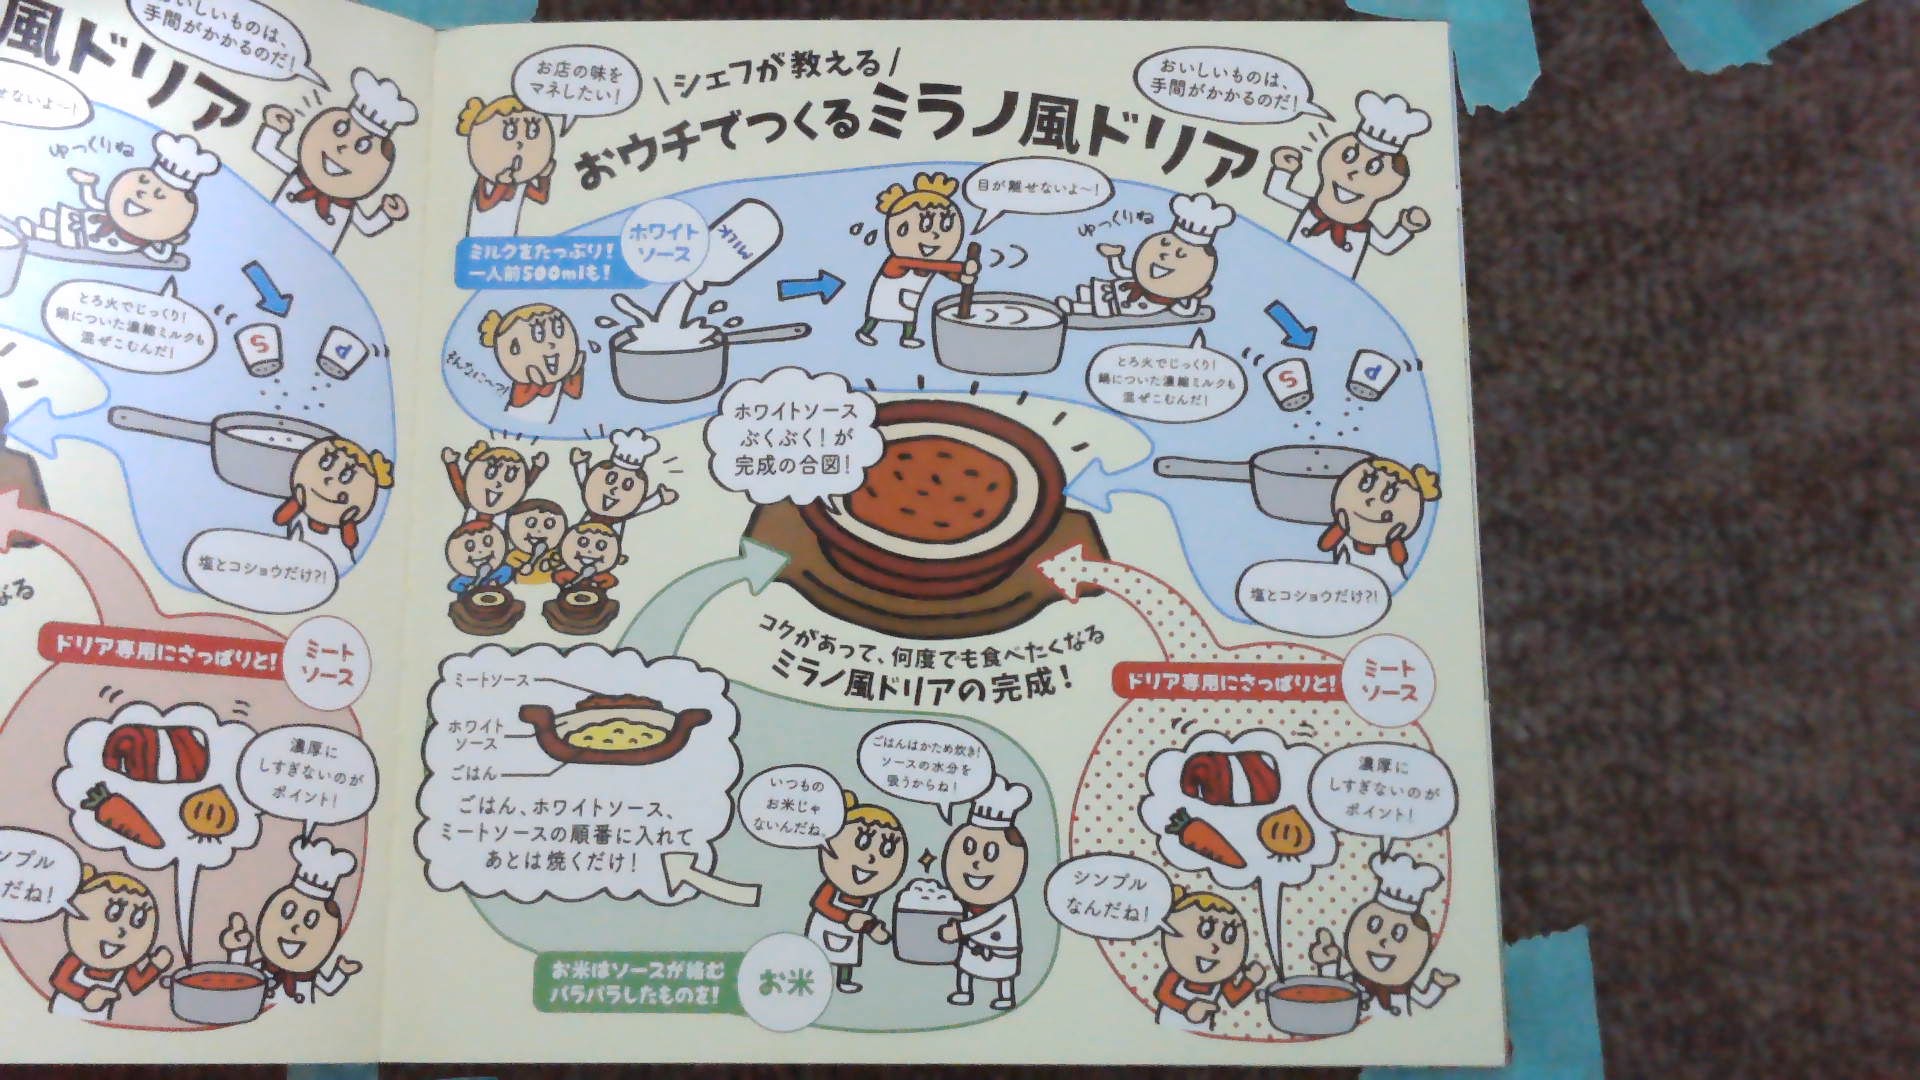 おいしいものは、
手間がかかるのだ!
風ドリア
せないよ〜!
ゆっくりね
とろ火でじっくり!
鍋についた濃縮ミルクも
混ぜこむんだ!
S
P
塩とコショウだけ?!
なる
ドリア専用にさっぱりと!
ミート
ソース
濃厚に
しすぎないのが
ポイント!
ンプル
だね!
お店の味を
マネしたい!
\シェフが教える/
おウチでつくるミラノ風ドリア
おいしいものは、
手間がかかるのだ!
ミルクをたっぷり!
一人前500mlも!
ホワイト
ソース
MILK
そんなに〜っ!
目が離せないよ〜!
ゆっくりね
とろ火でじっくり!
鍋についた濃縮ミルクも
混ぜこむんだ!
S
P
塩とコショウだけ?!
ホワイトソース
ぷくぷく!が
完成の合図!
コクがあって、何度でも食べたくなる
ミラノ風ドリアの完成!
ミートソース
ホワイト
ソース
ごはん
ごはん、ホワイトソース、
ミートソースの順番に入れて
あとは焼くだけ!
いつもの
お米じゃ
ないんだね
ごはんはかため炊き!
ソースの水分を
吸うからね!
お米はソースが絡む
パラパラしたものを!
お米
ドリア専用にさっぱりと!
ミート
ソース
濃厚に
しすぎないのが
ポイント!
シンプル
なんだね!